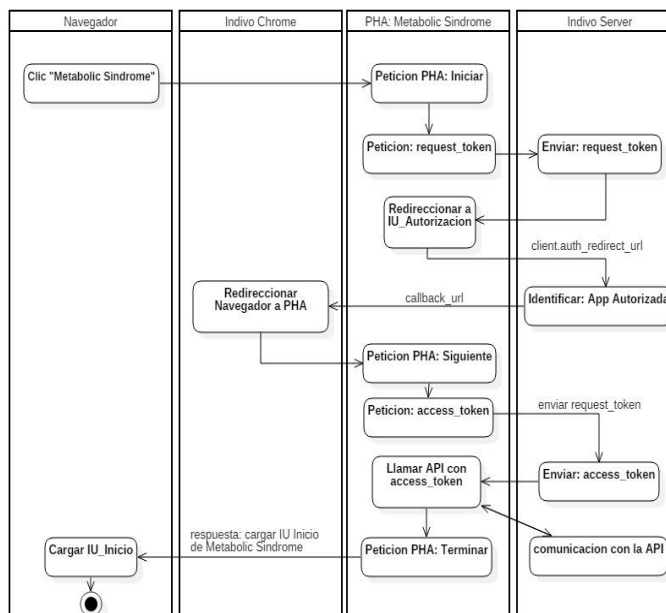 Navegador
Indivo Chrome
PHA: Metabolic Sindrome
Indivo Server
Clic "Metabolic Sindrome"
Peticion PHA: Iniciar
Peticion: request_token
Enviar: request_token
Redireccionar a
IU_Autorizacion
client.auth_redirect_url
Redireccionar
Navegador a PHA
callback_url
Identificar: App Autorizada
Peticion PHA: Siguiente
Peticion: access_token
enviar request_token
Llamar API con
access_token
Enviar: access_token
respuesta: cargar IU Inicio
de Metabolic Sindrome
Cargar IU_Inicio
Peticion PHA: Terminar
comunicacion con la API